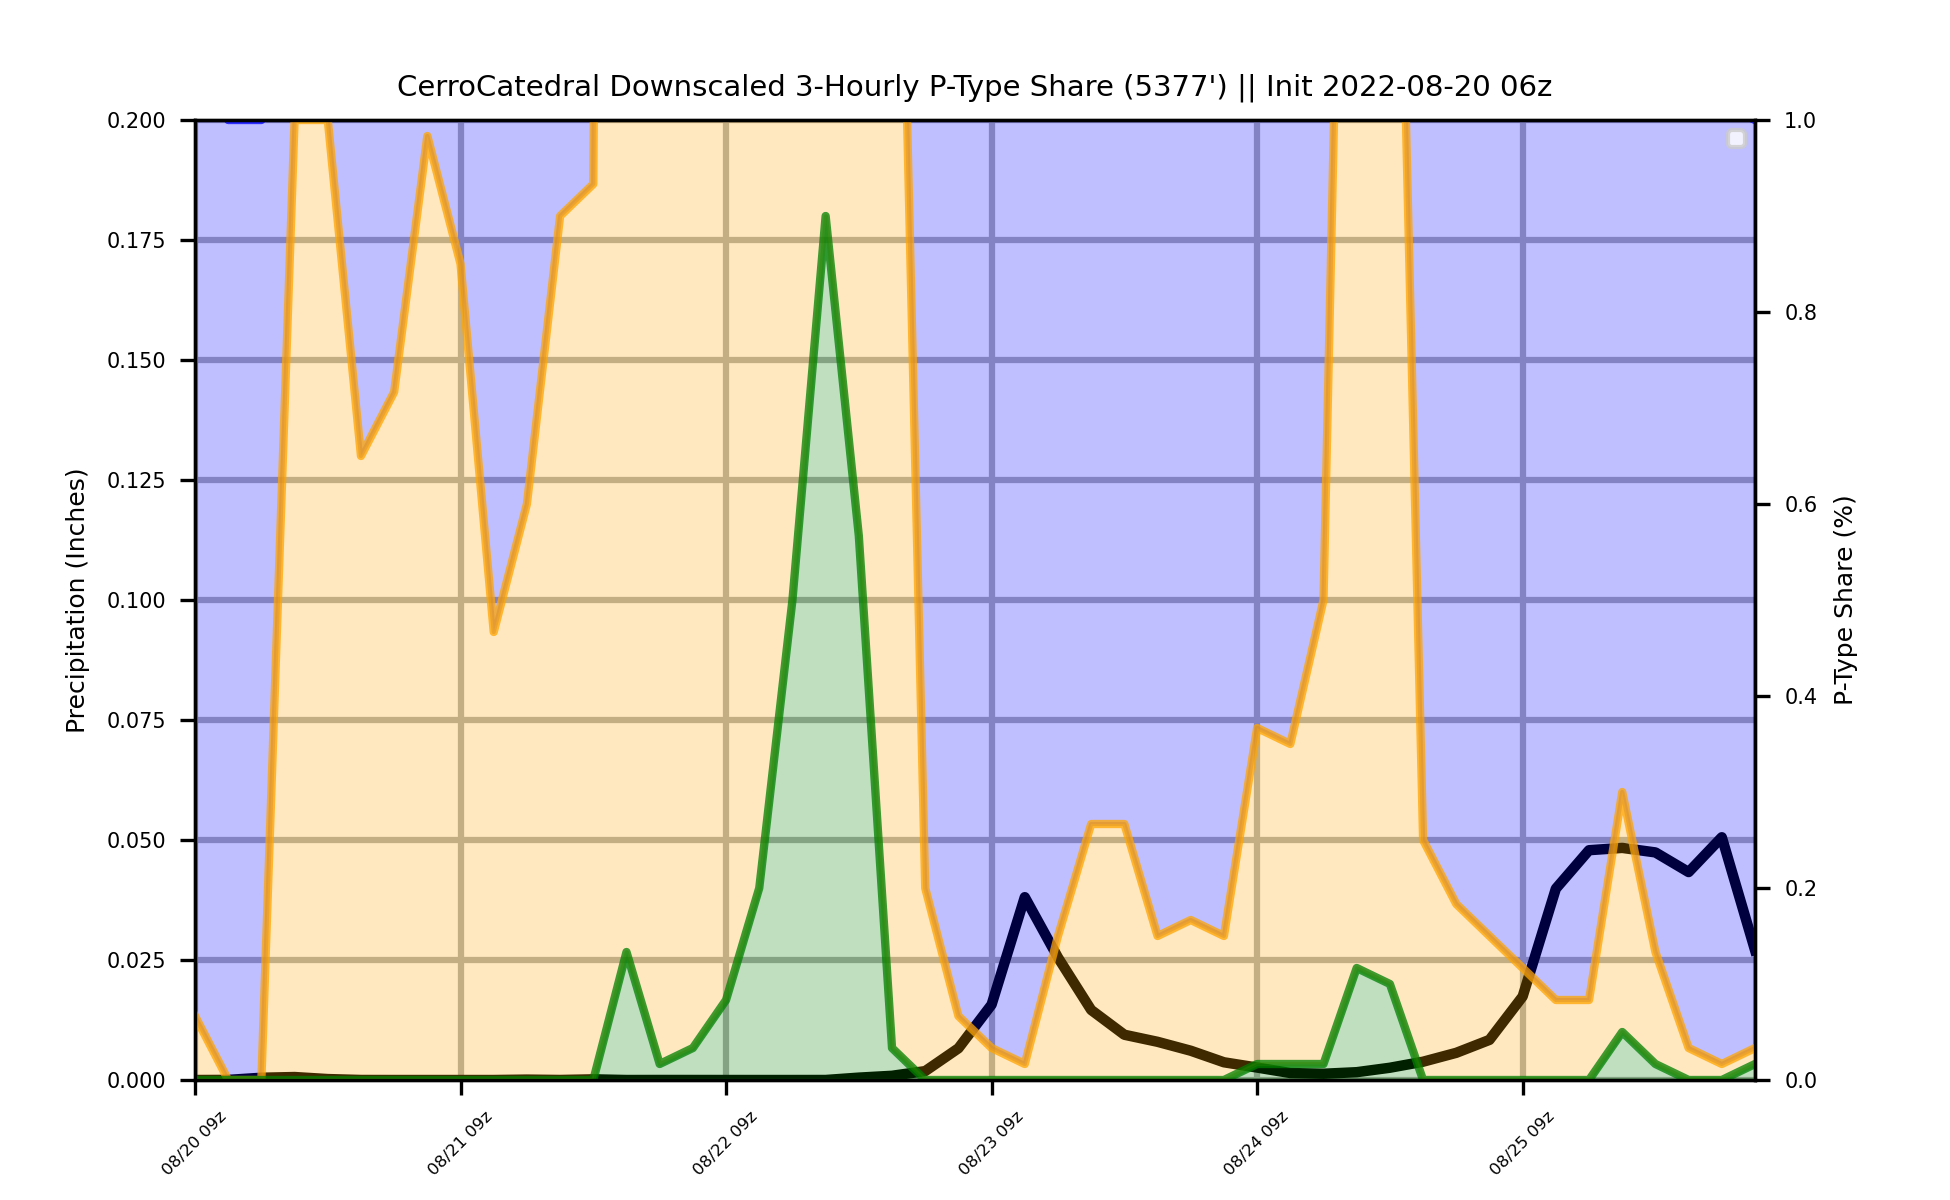 CerroCatedral Downscaled 3-Hourly P-Type Share (5377') || Init 2022-08-20 06z
0.200
0.175
0.150
0.125
0.100
0.075
0.050
0.025
0.000
Precipitation (Inches)
1.0
0.8
0.6
0.4
0.2
0.0
P-Type Share (%)
08/20 09z
08/21 09z
08/22 09z
08/23 09z
08/24 09z
08/25 09z